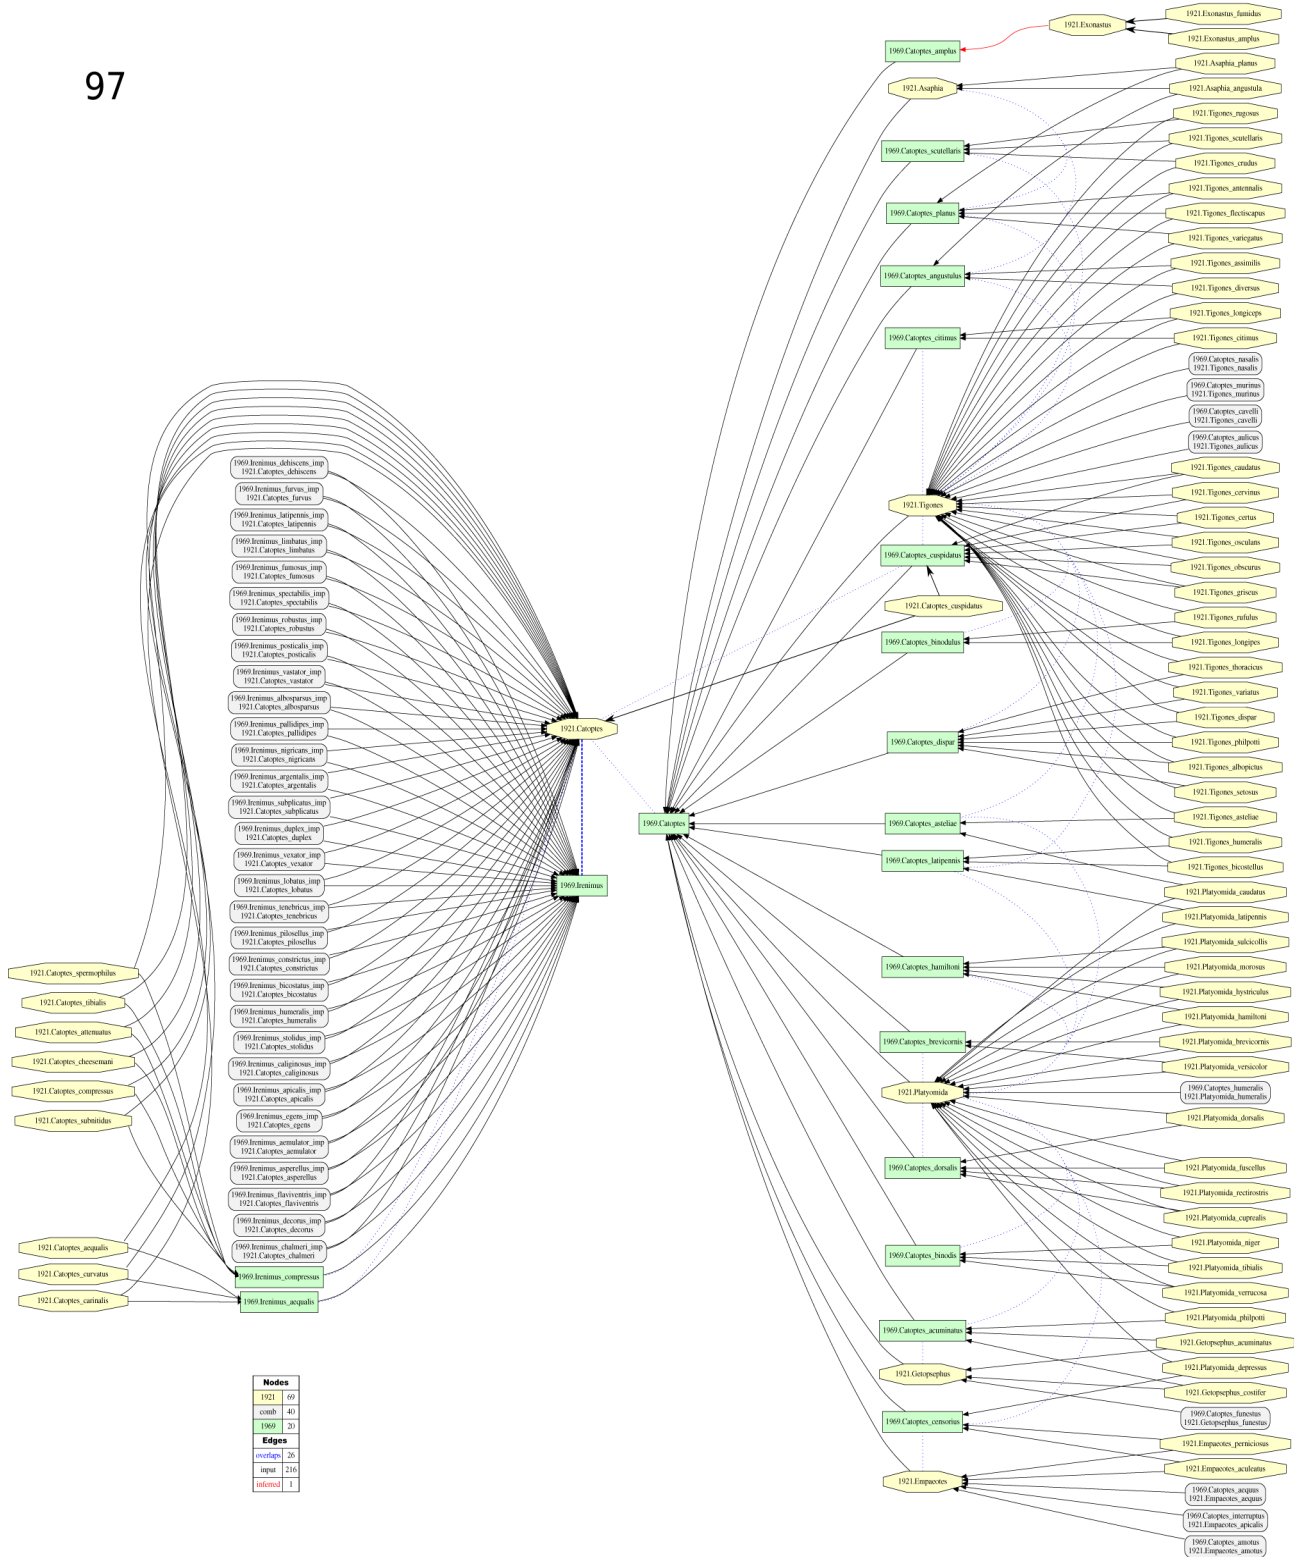 97
1969.Irenimus_dehiscens_imp
1921.Catoptes_dehiscens
1969.Irenimus_furvus_imp
1921.Catoptes_furvus
1969.Irenimus_latipennis_imp
1921.Catoptes_latipennis
1969.Irenimus_limbatus_imp
1921.Catoptes_limbatus
1969.Irenimus_fumosus_imp
1921.Catoptes_fumosus
1969.Irenimus_spectabilis_imp
1921.Catoptes_spectabilis
1969.Irenimus_robustus_imp
1921.Catoptes_robustus
1969.Irenimus_posticalis_imp
1921.Catoptes_posticalis
1969.Irenimus_vastator_imp
1921.Catoptes_vastator
1969.Irenimus_albosparsus_imp
1921.Catoptes_albosparsus
1969.Irenimus_pallidipes_imp
1921.Catoptes_pallidipes
1969.Irenimus_nigricans_imp
1921.Catoptes_nigricans
1969.Irenimus_argentalis_imp
1921.Catoptes_argentalis
1969.Irenimus_subplicatus_imp
1921.Catoptes_subplicatus
1969.Irenimus_duplex_imp
1921.Catoptes_duplex
1969.Irenimus_vexator_imp
1921.Catoptes_vexator
1969.Irenimus_lobatus_imp
1921.Catoptes_lobatus
1969.Irenimus_tenebricus_imp
1921.Catoptes_tenebricus
1969.Irenimus_pilosellus_imp
1921.Catoptes_pilosellus
1969.Irenimus_constrictus_imp
1921.Catoptes_constrictus
1969.Irenimus_bicostatus_imp
1921.Catoptes_bicostatus
1969.Irenimus_humeralis_imp
1921.Catoptes_humeralis
1969.Irenimus_stolidus_imp
1921.Catoptes_stolidus
1969.Irenimus_caliginosus_imp
1921.Catoptes_caliginosus
1969.Irenimus_apicalis_imp
1921.Catoptes_apicalis
1969.Irenimus_egens_imp
1921.Catoptes_egens
1969.Irenimus_aemulator_imp
1921.Catoptes_aemulator
1969.Irenimus_asperellus_imp
1921.Catoptes_asperellus
1969.Irenimus_flaviventris_imp
1921.Catoptes_flaviventris
1969.Irenimus_decorus_imp
1921.Catoptes_decorus
1969.Irenimus_chalmeri_imp
1921.Catoptes_chalmeri
1969.Irenimus_compressus
1969.Irenimus_aequalis
1921.Catoptes_spermophilus
1921.Catoptes_tibialis
1921.Catoptes_attenuatus
1921.Catoptes_cheesemani
1921.Catoptes_compressus
1921.Catoptes_subnitidus
1921.Catoptes_aequalis
1921.Catoptes_curvatus
1921.Catoptes_carinalis
1921.Catoptes
1969.Irenimus
1969.Catoptes
1969.Catoptes_amplus
1921.Asaphia
1969.Catoptes_scutellaris
1969.Catoptes_planus
1969.Catoptes_angustulus
1969.Catoptes_citimus
1921.Tigones
1969.Catoptes_cuspidatus
1921.Catoptes_cuspidatus
1969.Catoptes_binodulus
1969.Catoptes_dispar
1969.Catoptes_asteliae
1969.Catoptes_latipennis
1969.Catoptes_hamiltoni
1969.Catoptes_brevicornis
1921.Platyomida
1969.Catoptes_dorsalis
1969.Catoptes_binodis
1969.Catoptes_acuminatus
1921.Getopsephus
1969.Catoptes_censorius
1921.Empaeotes
1921.Exonastus
1921.Exonastus_fumidus
1921.Exonastus_amplus
1921.Asaphia_planus
1921.Asaphia_angustula
1921.Tigones_rugosus
1921.Tigones_scutellaris
1921.Tigones_crudus
1921.Tigones_antennalis
1921.Tigones_flectiscapus
1921.Tigones_variegatus
1921.Tigones_assimilis
1921.Tigones_diversus
1921.Tigones_longiceps
1921.Tigones_citimus
1969.Catoptes_nasalis
1921.Tigones_nasalis
1969.Catoptes_murinus
1921.Tigones_murinus
1969.Catoptes_cavelli
1921.Tigones_cavelli
1969.Catoptes_aulicus
1921.Tigones_aulicus
1921.Tigones_caudatus
1921.Tigones_cervinus
1921.Tigones_certus
1921.Tigones_osculans
1921.Tigones_obscurus
1921.Tigones_griseus
1921.Tigones_rufulus
1921.Tigones_longipes
1921.Tigones_thoracicus
1921.Tigones_variatus
1921.Tigones_dispar
1921.Tigones_philpotti
1921.Tigones_albopictus
1921.Tigones_setosus
1921.Tigones_asteliae
1921.Tigones_humeralis
1921.Tigones_bicostellus
1921.Platyomida_caudatus
1921.Platyomida_latipennis
1921.Platyomida_sulcicollis
1921.Platyomida_morosus
1921.Platyomida_hystriculus
1921.Platyomida_hamiltoni
1921.Platyomida_brevicornis
1921.Platyomida_versicolor
1969.Catoptes_humeralis
1921.Platyomida_humeralis
1921.Platyomida_dorsalis
1921.Platyomida_fuscellus
1921.Platyomida_rectirostris
1921.Platyomida_cuprealis
1921.Platyomida_niger
1921.Platyomida_tibialis
1921.Platyomida_verrucosa
1921.Platyomida_philpotti
1921.Getopsephus_acuminatus
1921.Platyomida_depressus
1921.Getopsephus_costifer
1969.Catoptes_funestus
1921.Getopsephus_funestus
1921.Empaeotes_perniciosus
1921.Empaeotes_aculeatus
1969.Catoptes_aequus
1921.Empaeotes_aequus
1969.Catoptes_interruptus
1921.Empaeotes_apicalis
1969.Catoptes_amotus
1921.Empaeotes_amotus
Nodes
1921 69
comb 40
1969 20
Edges
overlaps 26
input 216
inferred 1